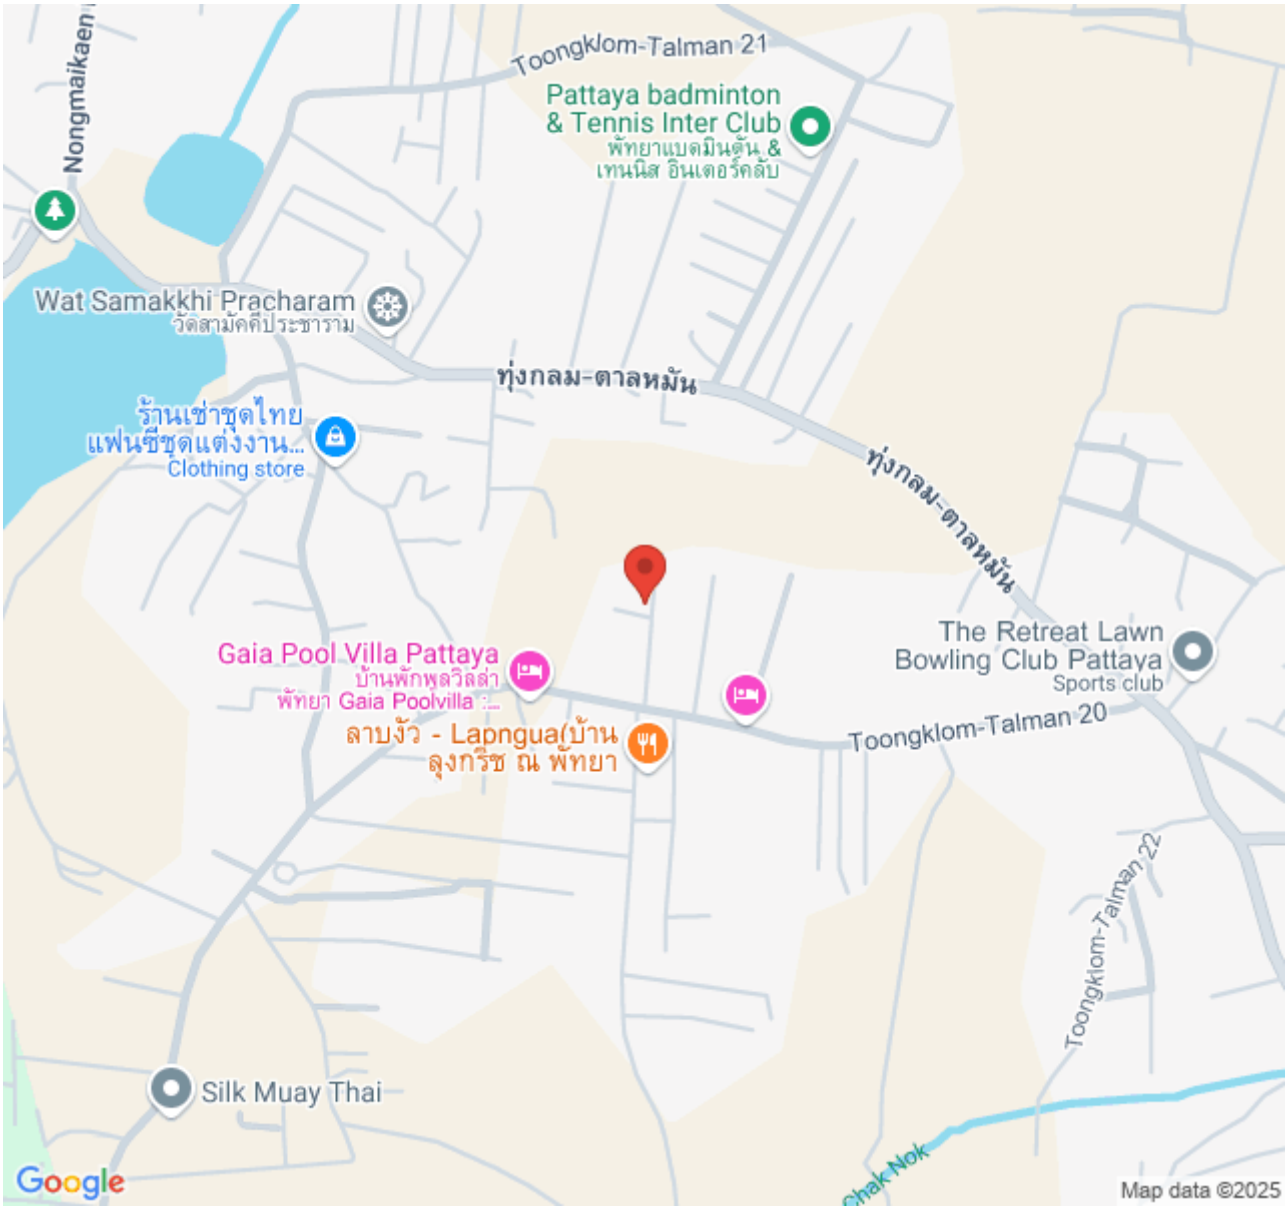 Toongklom-Talman 21
Nongmaikaen
Pattaya badminton
& Tennis Inter Club
พัทยาแบดมินตัน &
เทนนิส อินเตอร์คลับ
Wat Samakkhi Pracharam
วัดสามัคคีประชาราม
ทุ่งกลม-ตาลหมัน
ร้านเช่าชุดไทย
แฟนซีชุดแต่งงาน...
Clothing store
ทุ่งกลม-ตาลหมัน
The Retreat Lawn
Bowling Club Pattaya
Sports club
Gaia Pool Villa Pattaya
บ้านพักพูลวิลล่า
พัทยา Gaia Poolvilla :...
Toongklom-Talman 20
ลาบงัว - Lapngua(บ้าน
ลุงกริช ณ พัทยา
Toongklom-Talman 22
Silk Muay Thai
Chak Nok
Google
Map data ©2025